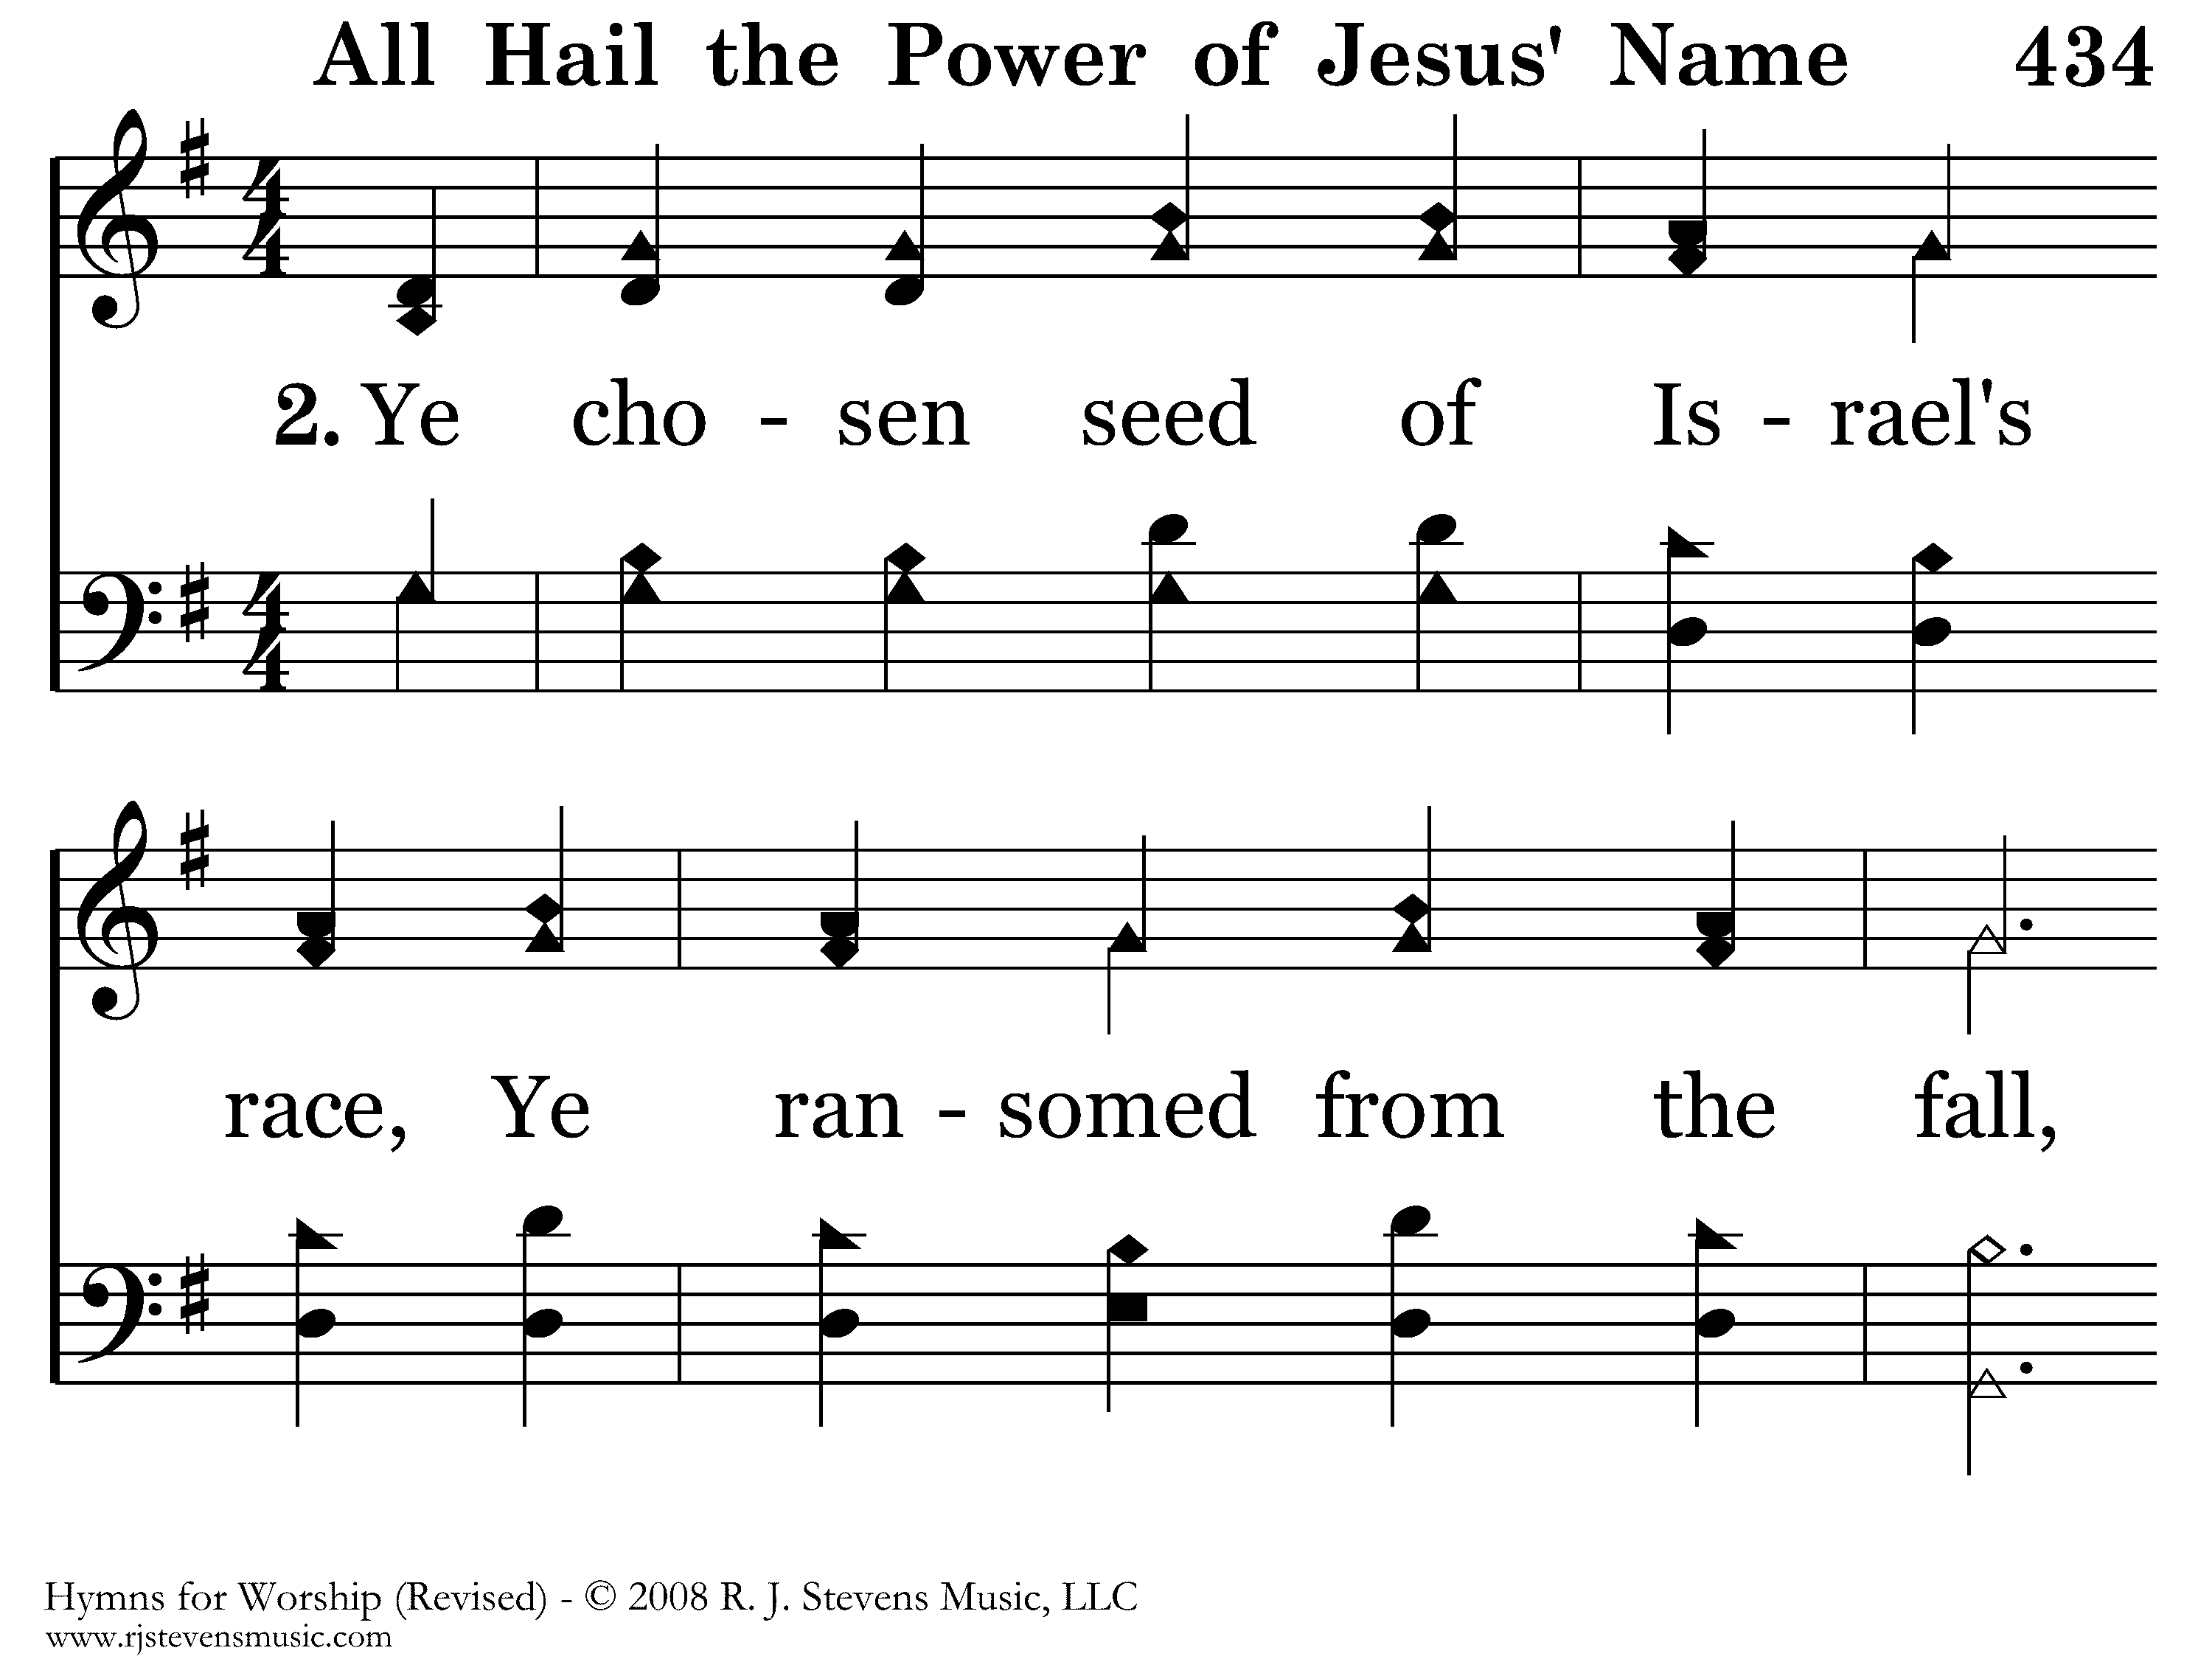 All Hail the Power of Jesus' Name 434
2. Ye cho - sen seed of Is - rael's
race, Ye ran - somed from the fall,
Hymns for Worship (Revised) - © 2008 R. J. Stevens Music, LLC
www.rjstevensmusic.com